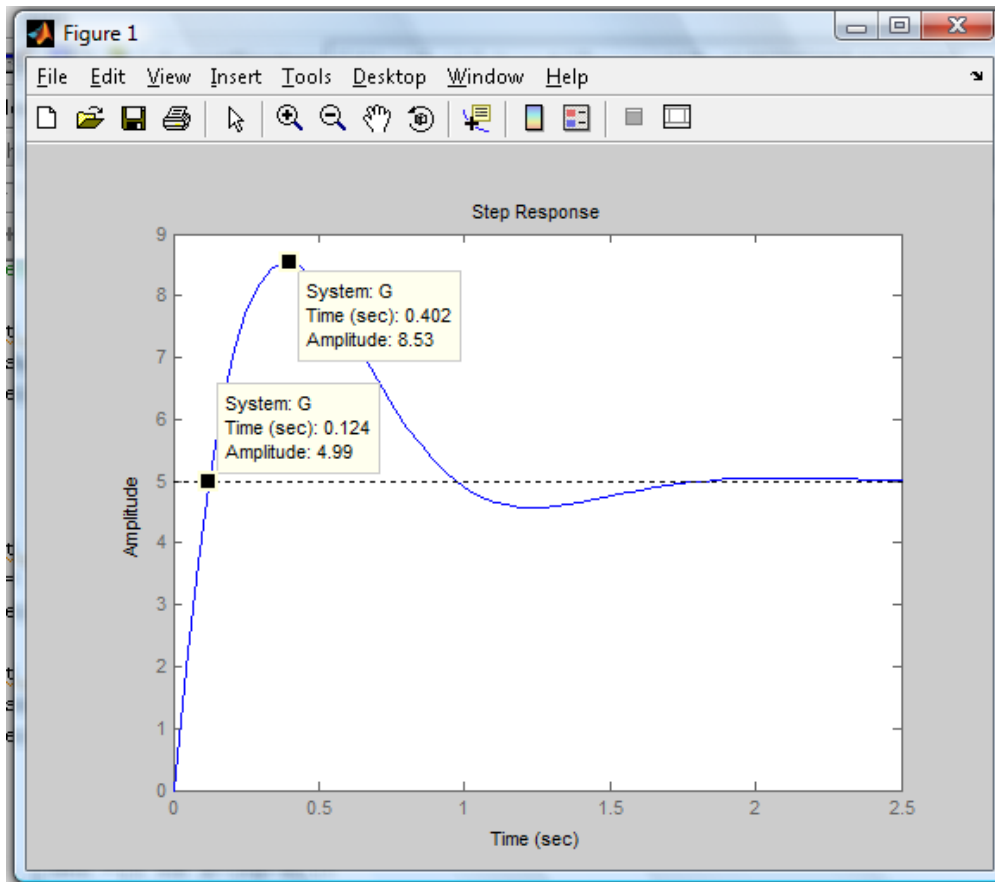 Figure 1
File Edit View Insert Tools Desktop Window Help
Step Response
9
8
7
6
5
4
3
2
1
0
Amplitude
System: G
Time (sec): 0.402
Amplitude: 8.53
System: G
Time (sec): 0.124
Amplitude: 4.99
0 0.5 1 1.5 2 2.5
Time (sec)